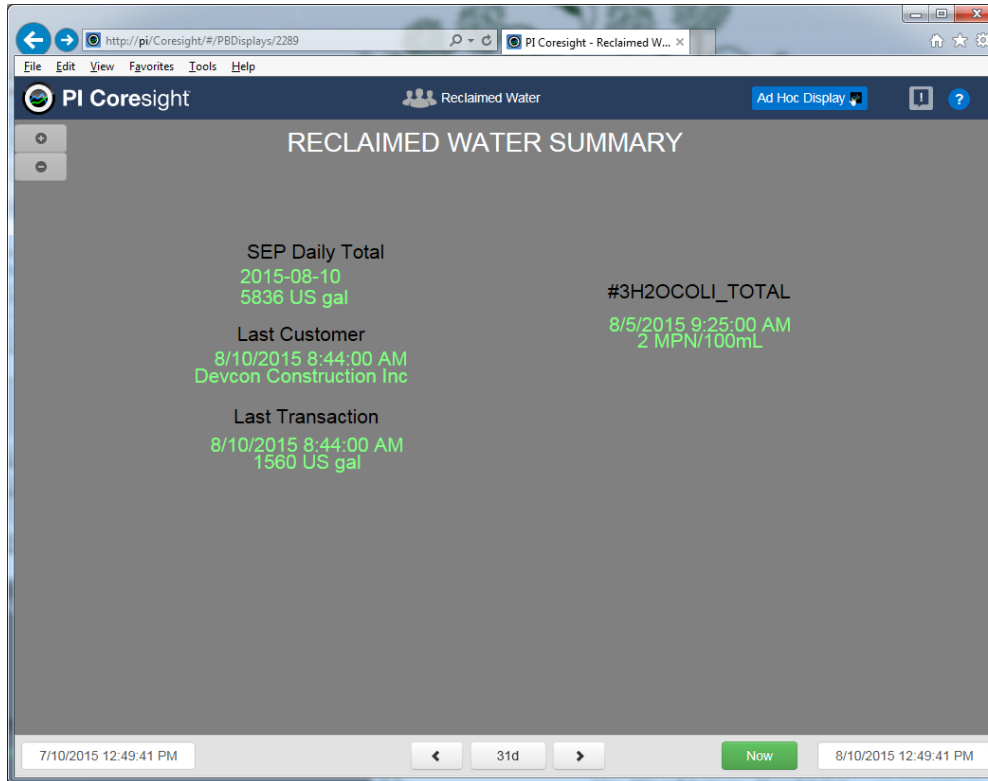 http://pi/Coresight/#/PBDisplays/2289
PI Coresight - Reclaimed W...
File Edit View Favorites Tools Help
PI Coresight
Reclaimed Water
Ad Hoc Display
RECLAIMED WATER SUMMARY
SEP Daily Total
2015-08-10
5836 US gal
Last Customer
8/10/2015 8:44:00 AM
Devcon Construction Inc
Last Transaction
8/10/2015 8:44:00 AM
1560 US gal
#3H2OCOLI_TOTAL
8/5/2015 9:25:00 AM
2 MPN/100mL
7/10/2015 12:49:41 PM
31d
Now
8/10/2015 12:49:41 PM